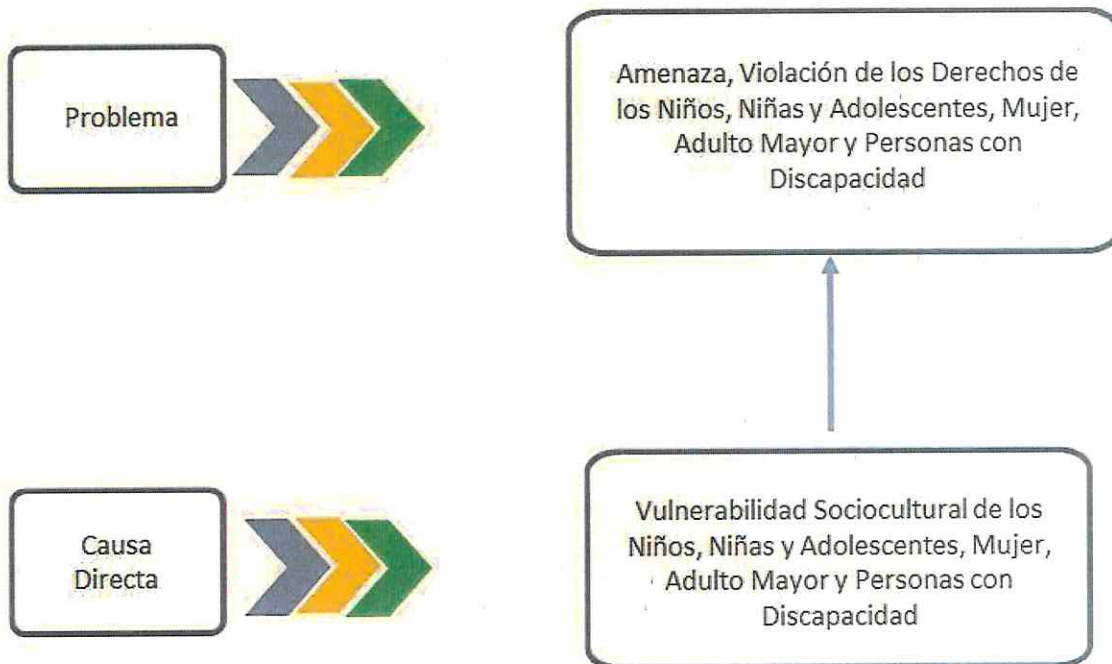 Problema
Amenaza, Violación de los Derechos de
los Niños, Niñas y Adolescentes, Mujer,
Adulto Mayor y Personas con
Discapacidad
Causa
Directa
Vulnerabilidad Sociocultural de los
Niños, Niñas y Adolescentes, Mujer,
Adulto Mayor y Personas con
Discapacidad